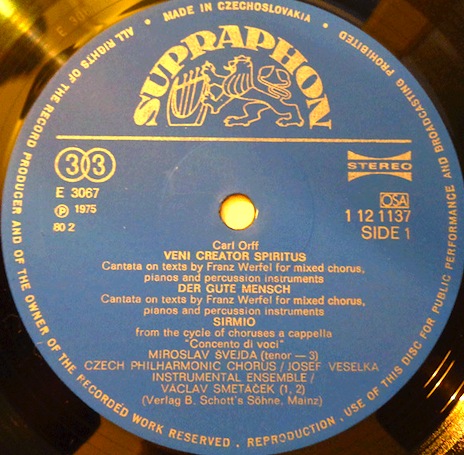 • MADE IN CZECHOSLOVAKIA •
ALL RIGHTS OF THE RECORD PRODUCER AND OF THE OWNER OF THE RECORDED WORK RESERVED . REPRODUCTION . USE OF THIS DISC FOR PUBLIC PERFORMANCE AND BROADCASTING PROHIBITED
SUPRAPHON
33
STEREO
E 3067
OSA
Ⓟ 1975
1 12 1137
80 2
SIDE 1
Carl Orff
VENI CREATOR SPIRITUS
Cantata on texts by Franz Werfel for mixed chorus,
pianos and percussion instruments
DER GUTE MENSCH
Cantata on texts by Franz Werfel for mixed chorus,
pianos and percussion instruments
SIRMIO
from the cycle of choruses a cappella
"Concento di voci"
MIROSLAV ŠVEJDA (tenor — 3)
CZECH PHILHARMONIC CHORUS / JOSEF VESELKA
INSTRUMENTAL ENSEMBLE /
VÁCLAV SMETÁČEK (1, 2)
(Verlag B. Schott's Söhne, Mainz)